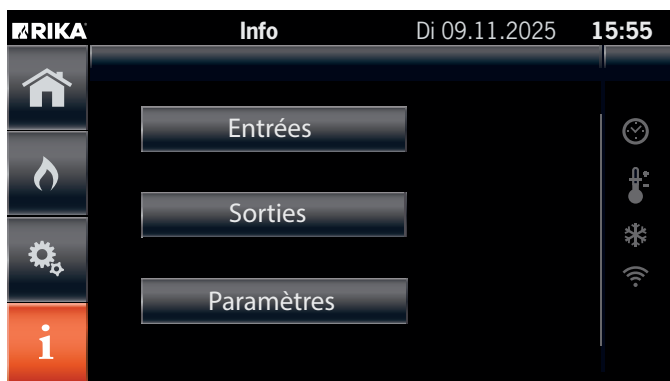 RIKA Info Di 09.11.2025 15:55
Entrées
Sorties
Paramètres
i